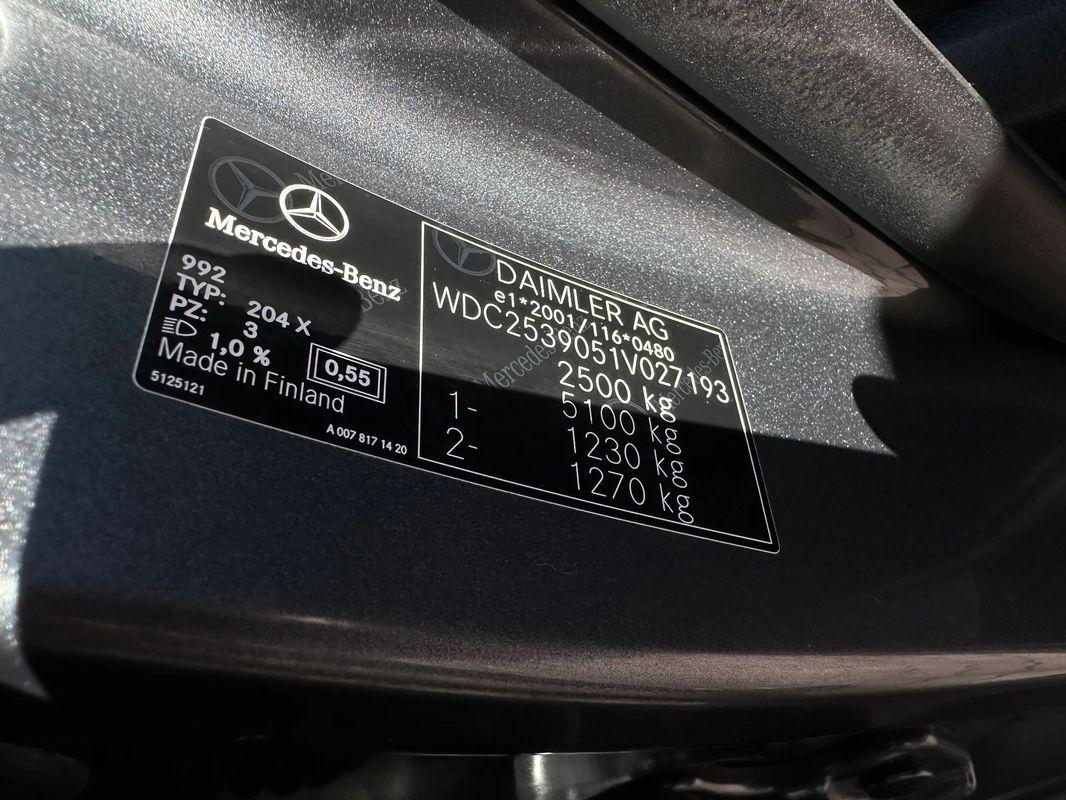 Mercedes-Benz
992
TYP: 204 X
PZ: 3
1,0 %
0,55
Made in Finland
5125121
A 007 817 14 20
DAIMLER AG
e1*2001/116*0480
WDC2539051V027193
2500 kg
5100 kg
1- 1230 kg
2- 1270 kg